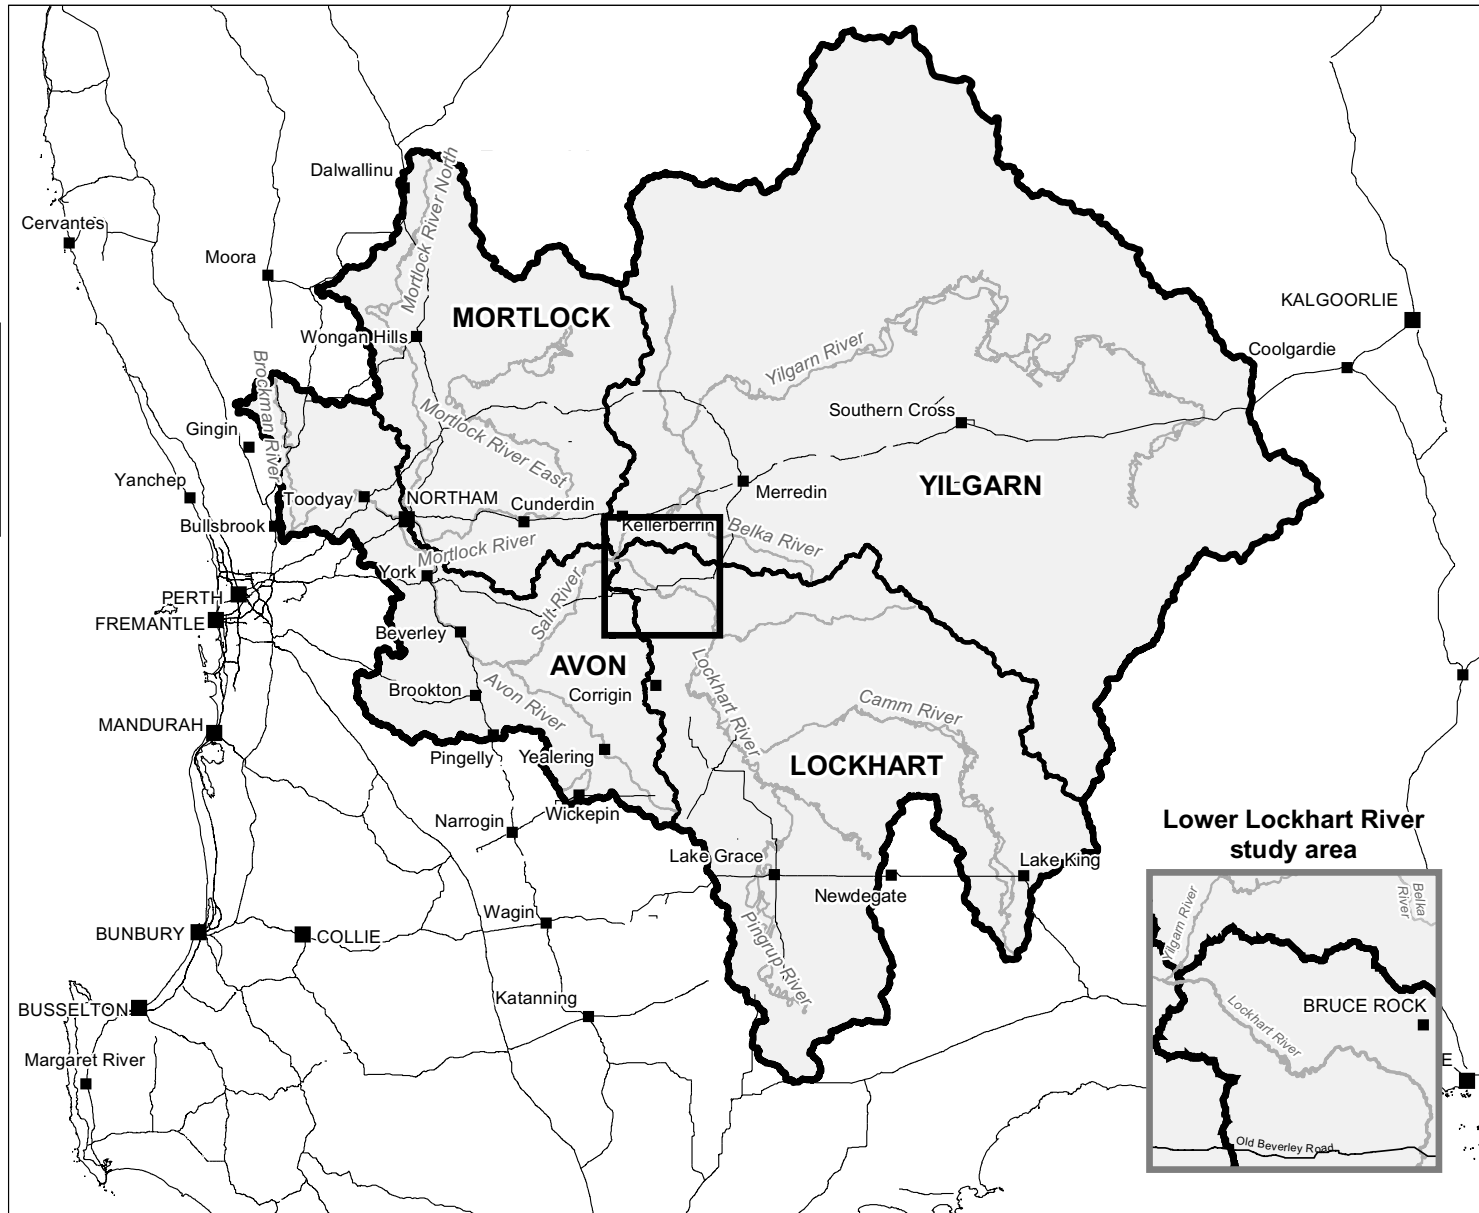 Dalwallinu
Mortlock River North
Cervantes
Moora
KALGOORLIE
MORTLOCK
Wongan Hills
Coolgardie
Yilgarn River
Brockman River
Southern Cross
Mortlock River East
Gingin
YILGARN
Yanchep
Merredin
Toodyay
NORTHAM
Cunderdin
Bullsbrook
Kellerberrin
Belka River
Mortlock River
York
PERTH
Salt River
FREMANTLE
Beverley
AVON
Lockhart River
Brookton
Avon River
Corrigin
Camm River
MANDURAH
Pingelly
Yealering
LOCKHART
Wickepin
Narrogin
Lower Lockhart River
study area
Lake Grace
Lake King
Newdegate
Yilgarn River
Belka
River
Wagin
BUNBURY
COLLIE
Pingrup River
Katanning
BUSSELTON
BRUCE ROCK
Lockhart River
Margaret River
E
Old Beverley Road